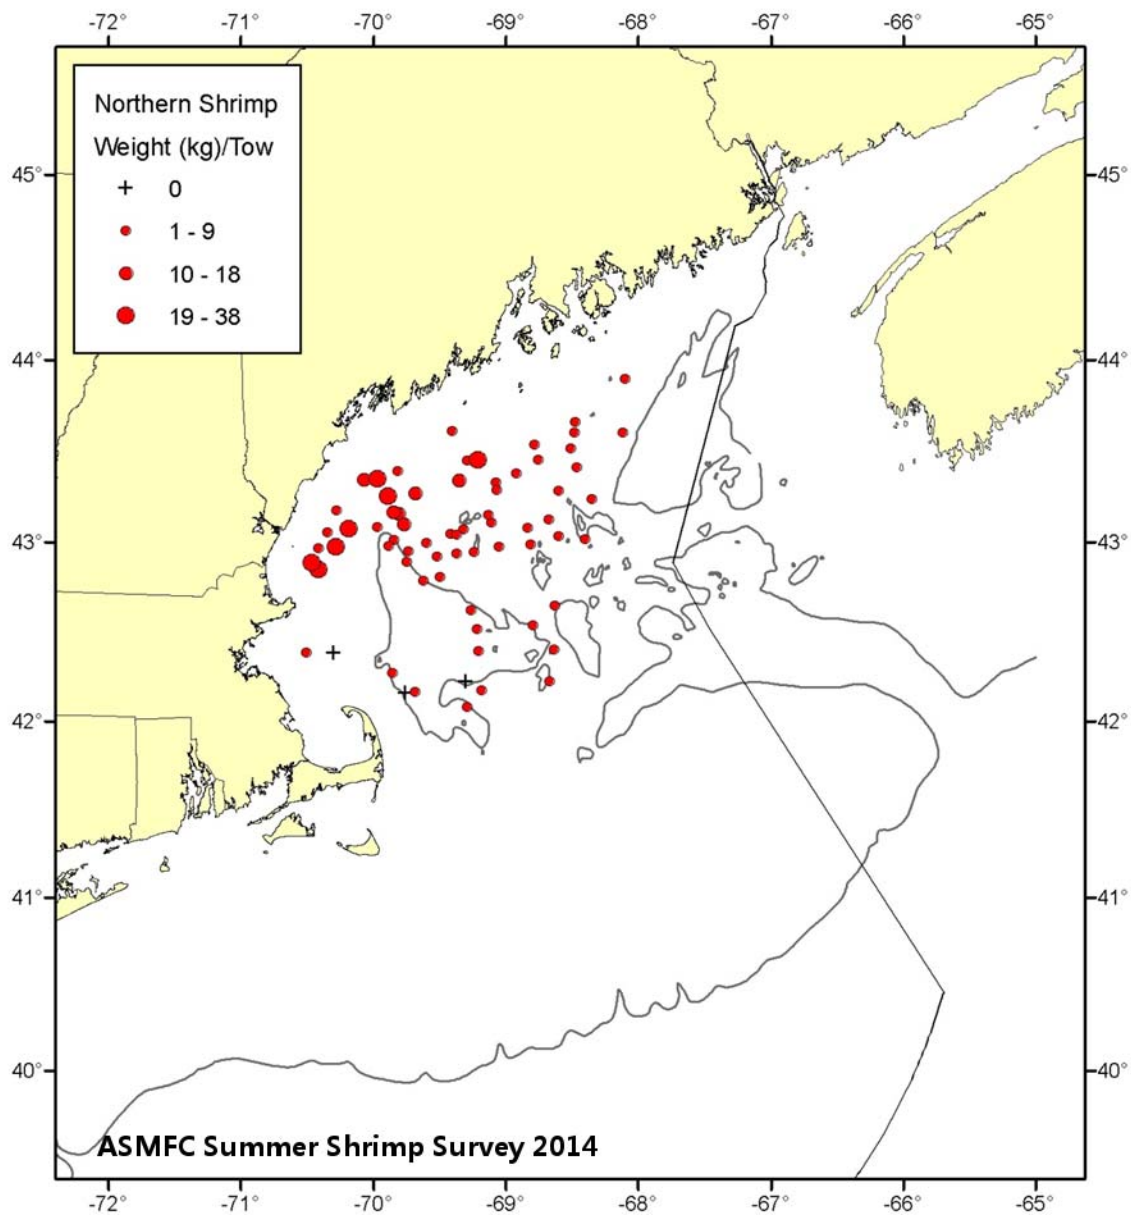 -72° -71° -70° -69° -68° -67° -66° -65°
Northern Shrimp
Weight (kg)/Tow
0
1 - 9
10 - 18
19 - 38
45° 45°
44° 44°
43° 43°
42° 42°
41° 41°
40° 40°
ASMFC Summer Shrimp Survey 2014
-72° -71° -70° -69° -68° -67° -66° -65°